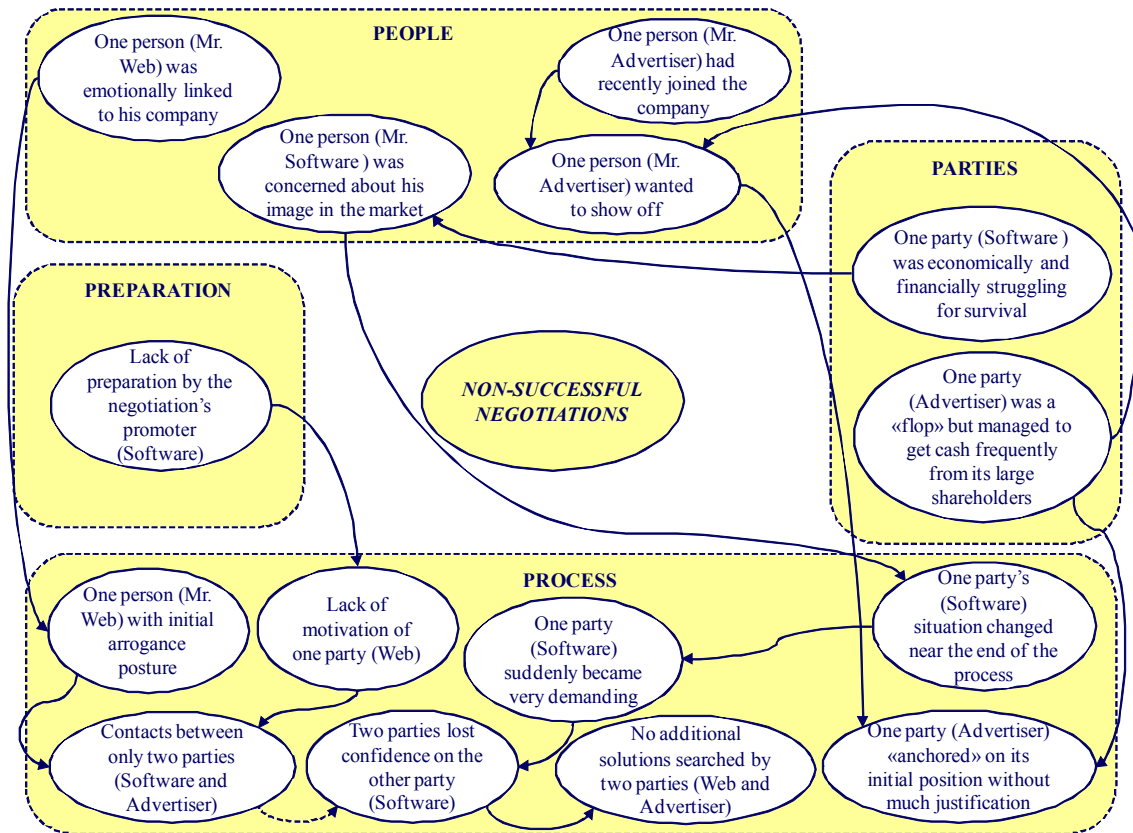 PEOPLE
One person (Mr.
Web) was
emotionally linked
to his company
One person (Mr.
Advertiser) had
recently joined the
company
One person (Mr.
Software ) was
concerned about his
image in the market
One person (Mr.
Advertiser) wanted
to show off
PARTIES
One party (Software )
was economically and
financially struggling
for survival
One party
(Advertiser) was a
«flop» but managed to
get cash frequently
from its large
shareholders
PREPARATION
Lack of
preparation by the
negotiation’s
promoter
(Software)
NON-SUCCESSFUL
NEGOTIATIONS
PROCESS
One person (Mr.
Web) with initial
arrogance
posture
Lack of
motivation of
one party (Web)
One party
(Software)
suddenly became
very demanding
One party’s
(Software)
situation changed
near the end of the
process
Contacts between
only two parties
(Software and
Advertiser)
Two parties lost
confidence on the
other party
(Software)
No additional
solutions searched by
two parties (Web and
Advertiser)
One party (Advertiser)
«anchored» on its
initial position without
much justification